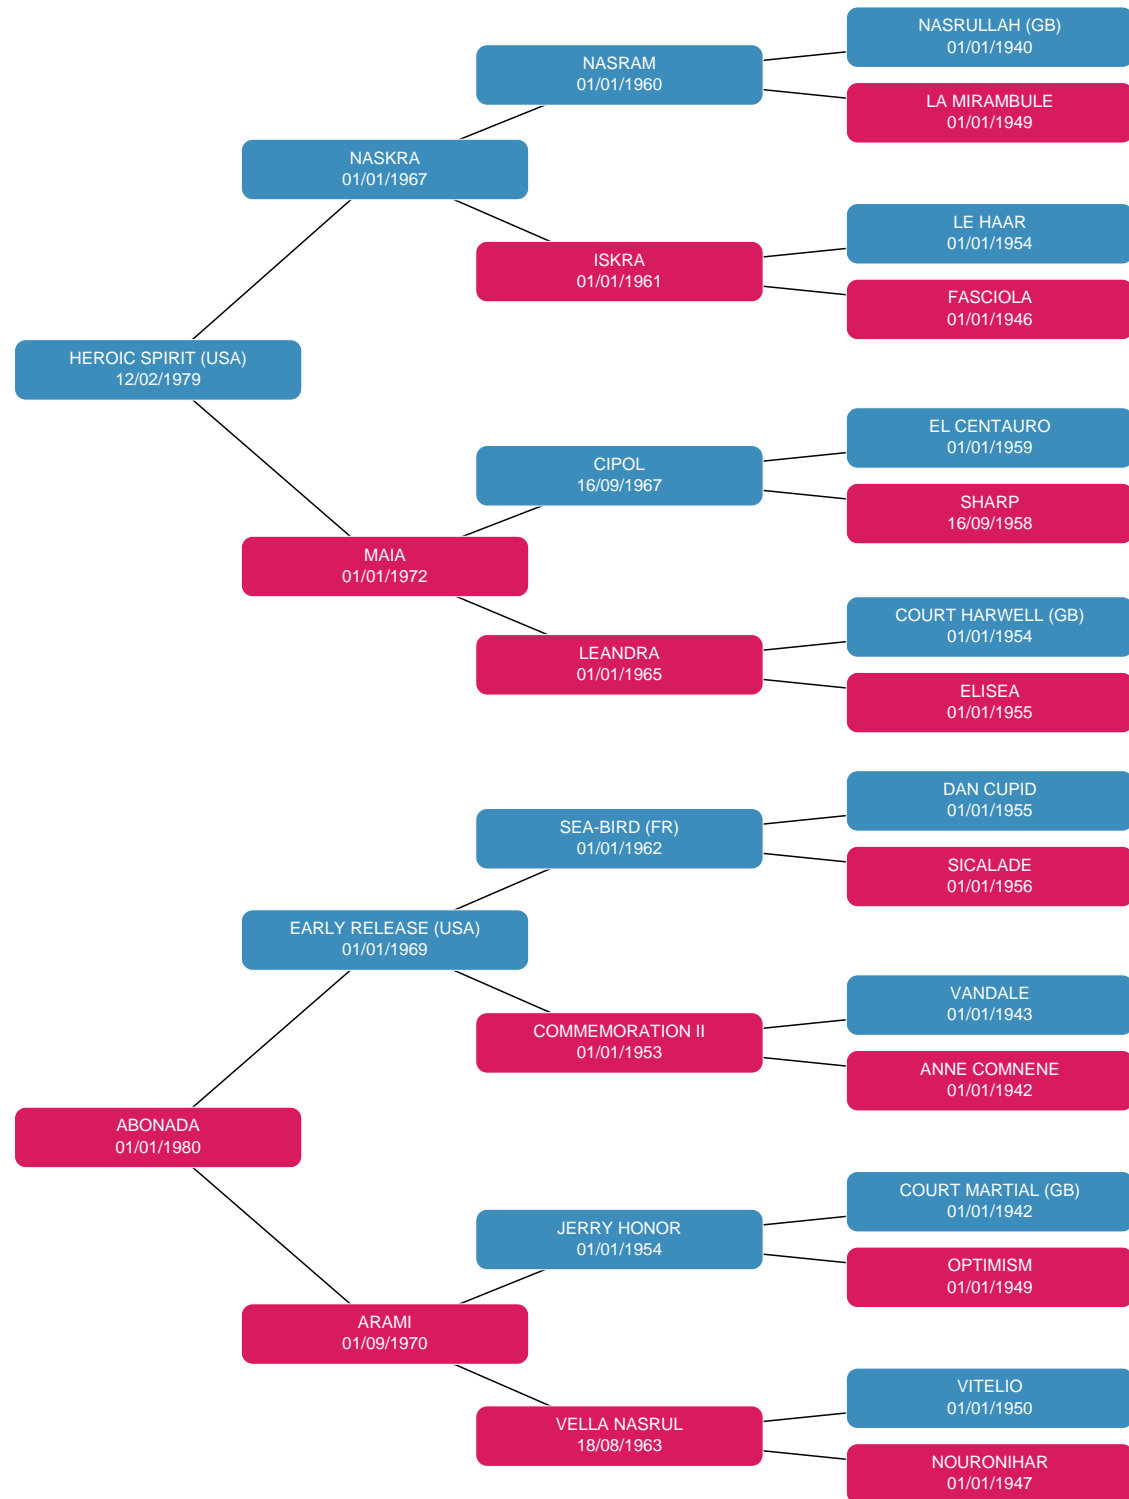 NASRULLAH (GB)
01/01/1940
NASRAM
01/01/1960
LA MIRAMBULE
01/01/1949
NASKRA
01/01/1967
LE HAAR
01/01/1954
ISKRA
01/01/1961
FASCIOLA
01/01/1946
HEROIC SPIRIT (USA)
12/02/1979
EL CENTAURO
01/01/1959
CIPOL
16/09/1967
SHARP
16/09/1958
MAIA
01/01/1972
COURT HARWELL (GB)
01/01/1954
LEANDRA
01/01/1965
ELISEA
01/01/1955
DAN CUPID
01/01/1955
SEA-BIRD (FR)
01/01/1962
SICALADE
01/01/1956
EARLY RELEASE (USA)
01/01/1969
VANDALE
01/01/1943
COMMEMORATION II
01/01/1953
ANNE COMNENE
01/01/1942
ABONADA
01/01/1980
COURT MARTIAL (GB)
01/01/1942
JERRY HONOR
01/01/1954
OPTIMISM
01/01/1949
ARAMI
01/09/1970
VITELIO
01/01/1950
VELLA NASRUL
18/08/1963
NOURONIHAR
01/01/1947